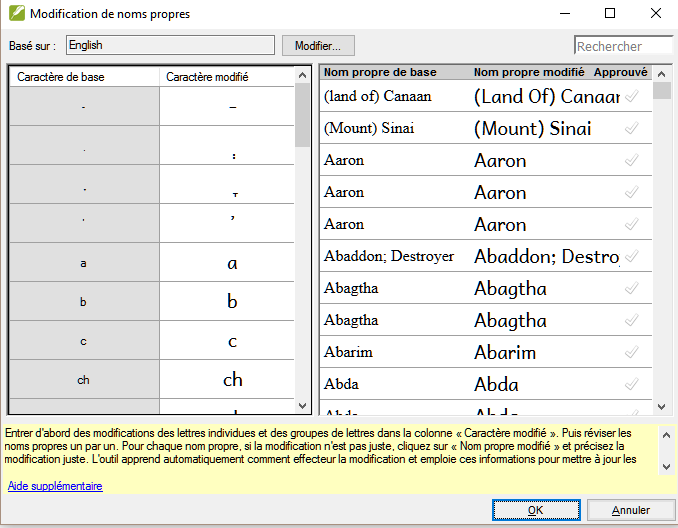 Modification de noms propres
Basé sur :
English
Modifier...
Rechercher
Caractère de base
Caractère modifié
Nom propre de base
Nom propre modifié
Approuvé
-
–
’
a
a
b
b
c
c
ch
ch
(land of) Canaan
(Land Of) Canaan
(Mount) Sinai
(Mount) Sinai
Aaron
Aaron
Aaron
Aaron
Aaron
Aaron
Abaddon; Destroyer
Abaddon; Destro
Abagtha
Abagtha
Abagtha
Abagtha
Abarim
Abarim
Abda
Abda
Entrer d'abord des modifications des lettres individues et des groupes de lettres dans la colonne « Caractère modifié ». Puis réviser les
noms propres un par un. Pour chaque nom propre, si la modification n'est pas juste, cliquez sur « Nom propre modifié » et précisez la
modification juste. L'outil apprend automatiquement comment effecteur la modification et emploie ces informations pour mettre à jour les
Aide supplémentaire
OK
Annuler